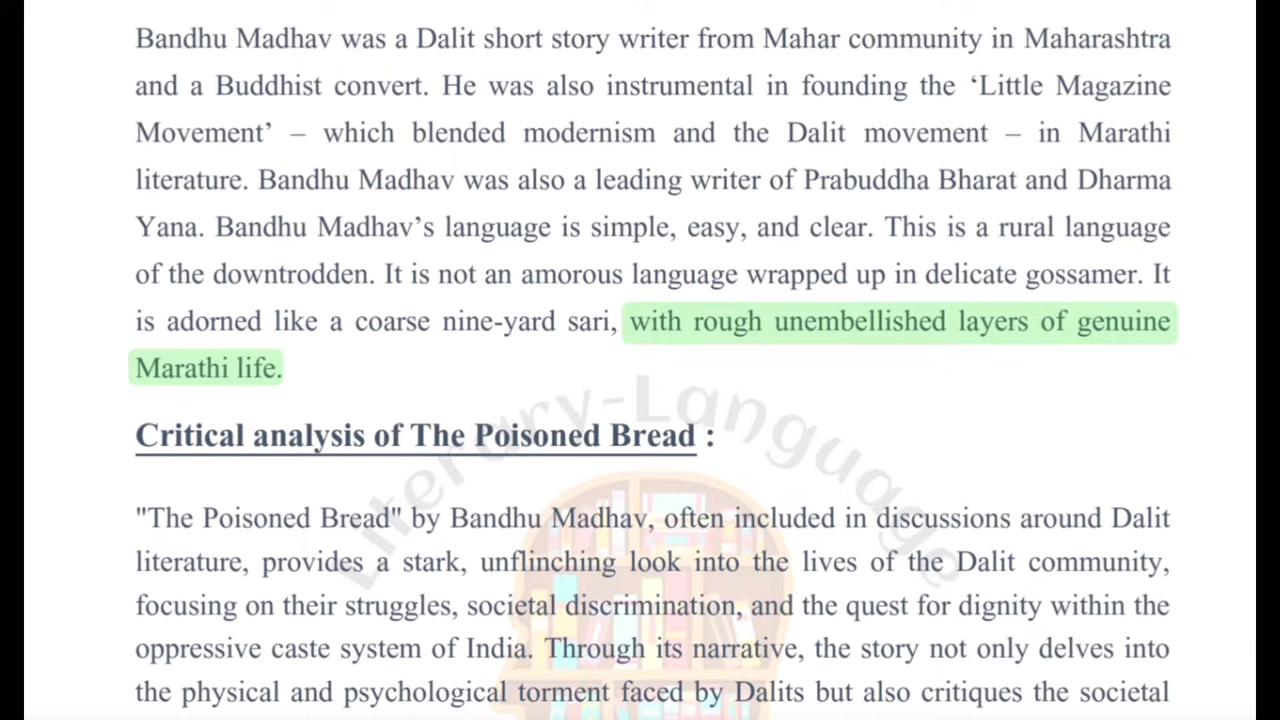 Bandhu Madhav was a Dalit short story writer from Mahar community in Maharashtra
and a Buddhist convert. He was also instrumental in founding the ‘Little Magazine
Movement’ – which blended modernism and the Dalit movement – in Marathi
literature. Bandhu Madhav was also a leading writer of Prabuddha Bharat and Dharma
Yana. Bandhu Madhav’s language is simple, easy, and clear. This is a rural language
of the downtrodden. It is not an amorous language wrapped up in delicate gossamer. It
is adorned like a coarse nine-yard sari, with rough unembellished layers of genuine
Marathi life.
Literary-Language
Critical analysis of The Poisoned Bread :
"The Poisoned Bread" by Bandhu Madhav, often included in discussions around Dalit
literature, provides a stark, unflinching look into the lives of the Dalit community,
focusing on their struggles, societal discrimination, and the quest for dignity within the
oppressive caste system of India. Through its narrative, the story not only delves into
the physical and psychological torment faced by Dalits but also critiques the societal